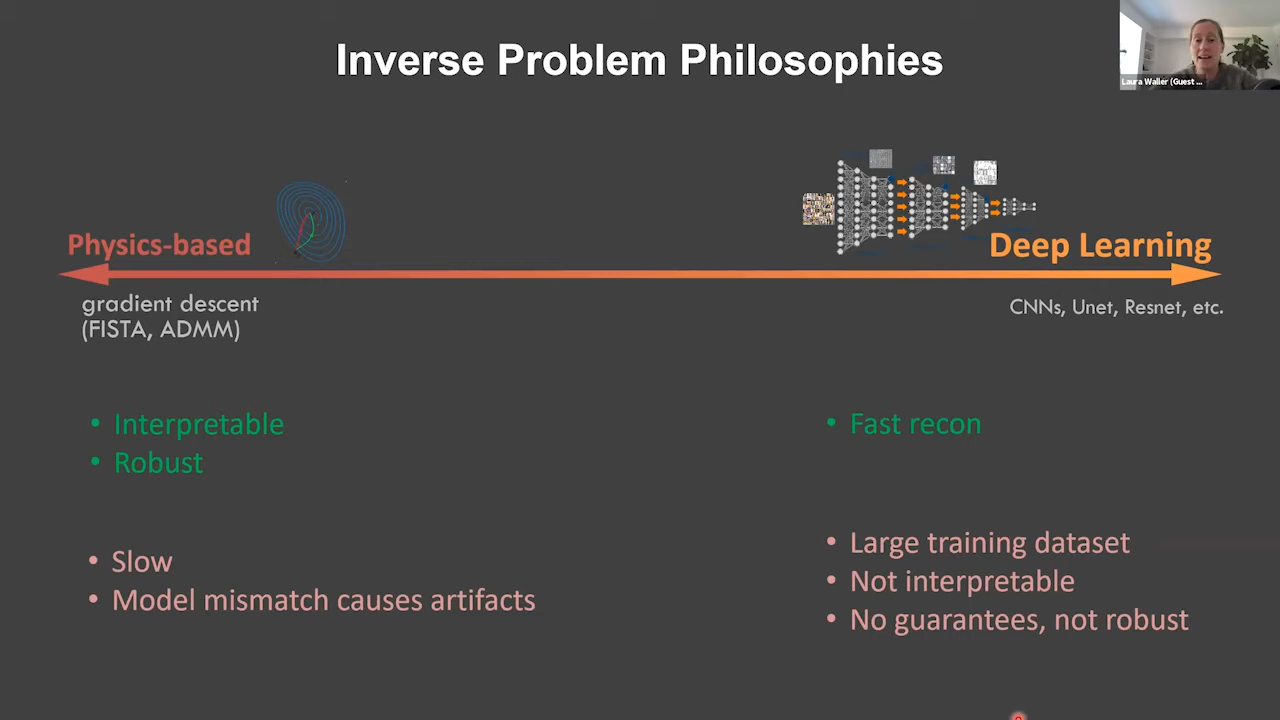 Inverse Problem Philosophies
Laura Waller (Guest ...
Physics-based
Deep Learning
gradient descent
(FISTA, ADMM)
CNNs, Unet, Resnet, etc.
• Interpretable
• Robust
• Fast recon
• Slow
• Model mismatch causes artifacts
• Large training dataset
• Not interpretable
• No guarantees, not robust